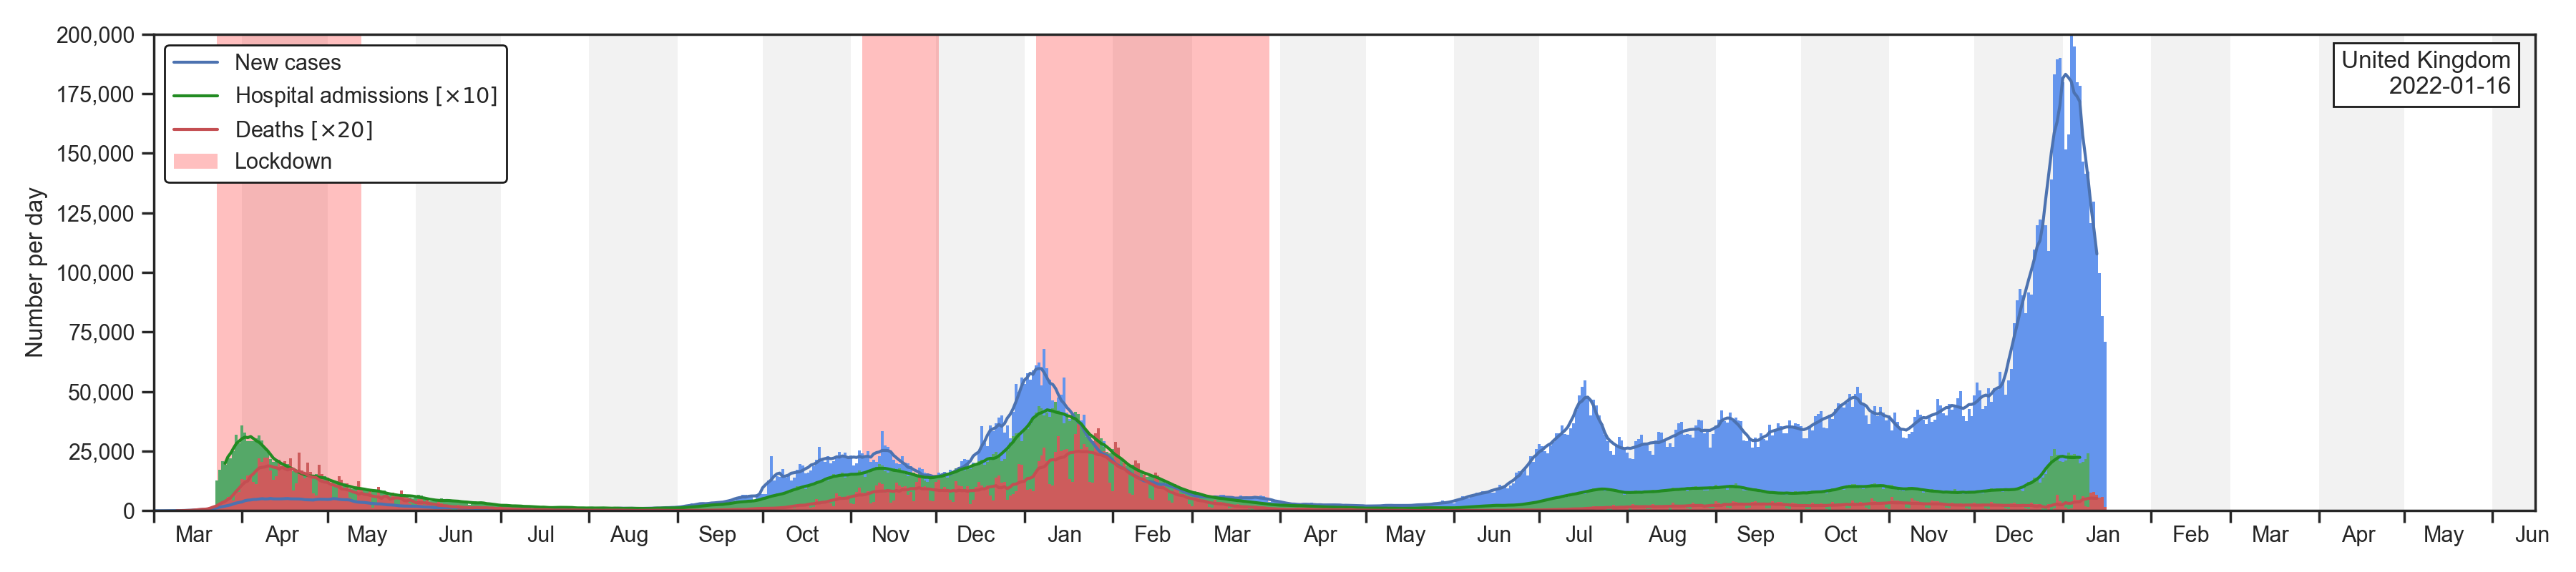 200,000
175,000
150,000
125,000
100,000
75,000
50,000
25,000
0
Number per day
New cases
Hospital admissions [×10]
Deaths [×20]
Lockdown
United Kingdom
2022-01-16
Mar Apr May Jun Jul Aug Sep Oct Nov Dec Jan Feb Mar Apr May Jun Jul Aug Sep Oct Nov Dec Jan Feb Mar Apr May Jun